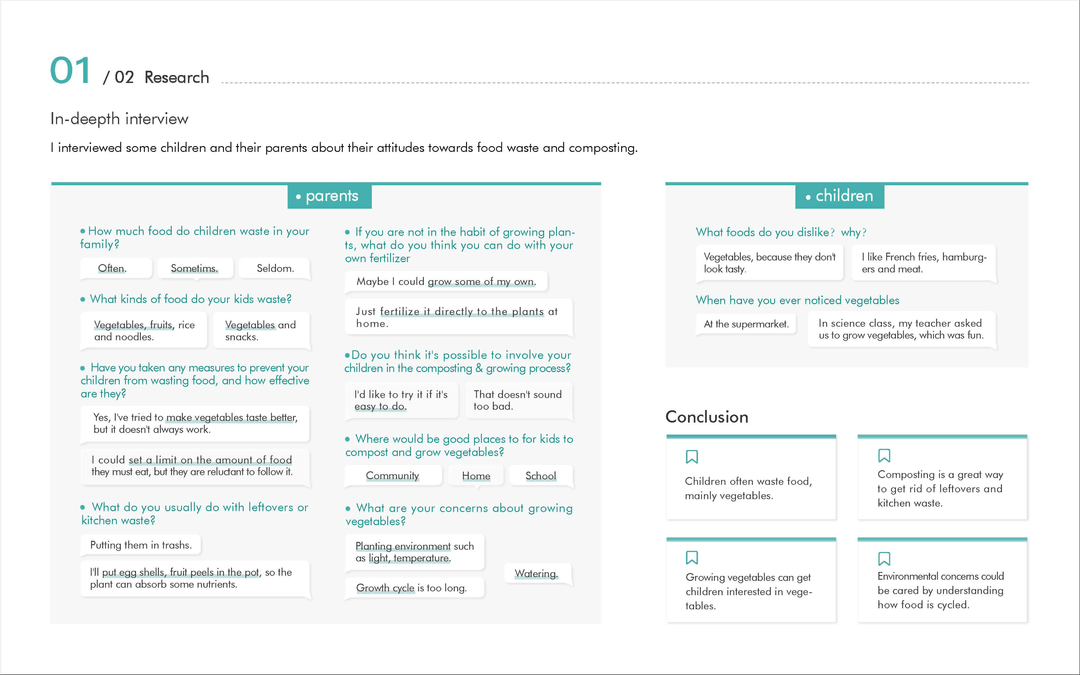 01 / 02 Research
In-deepth interview
I interviewed some children and their parents about their attitudes towards food waste and composting.
• parents
• How much food do children waste in your
family?
Often.
Sometims.
Seldom.
• What kinds of food do your kids waste?
Vegetables, fruits, rice
and noodles.
Vegetables and
snacks.
• Have you taken any measures to prevent your
children from wasting food, and how effective
are they?
Yes, I've tried to make vegetables taste better,
but it doesn't always work.
I could set a limit on the amount of food
they must eat, but they are reluctant to follow it.
• What do you usually do with leftovers or
kitchen waste?
Putting them in trashs.
I'll put egg shells, fruit peels in the pot, so the
plant can absorb some nutrients.
• If you are not in the habit of growing plan-
ts, what do you think you can do with your
own fertilizer
Maybe I could grow some of my own.
Just fertilize it directly to the plants at
home.
•Do you think it's possible to involve your
children in the composting & growing process?
I'd like to try it if it's
easy to do.
That doesn't sound
too bad.
• Where would be good places to for kids to
compost and grow vegetables?
Community
Home
School
• What are your concerns about growing
vegetables?
Planting environment such
as light, temperature.
Watering.
Growth cycle is too long.
• children
What foods do you dislike? why?
Vegetables, because they don't
look tasty.
I like French fries, hamburg-
ers and meat.
When have you ever noticed vegetables
At the supermarket.
In science class, my teacher asked
us to grow vegetables, which was fun.
Conclusion
Children often waste food,
mainly vegetables.
Composting is a great way
to get rid of leftovers and
kitchen waste.
Growing vegetables can get
children interested in vege-
tables.
Environmental concerns could
be cared by understanding
how food is cycled.